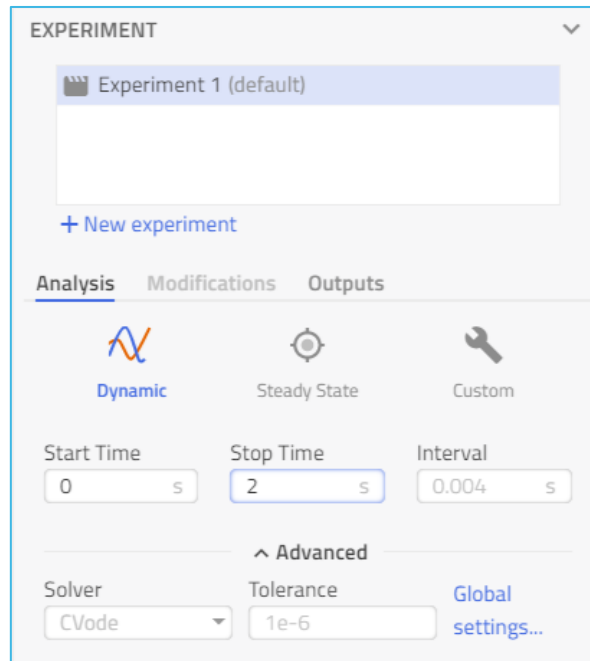 EXPERIMENT
Experiment 1 (default)
+ New experiment
Analysis Modifications Outputs
Dynamic Steady State Custom
Start Time Stop Time Interval
0 s 2 s 0.004 s
Advanced
Solver Tolerance Global
CVode 1e-6 settings...